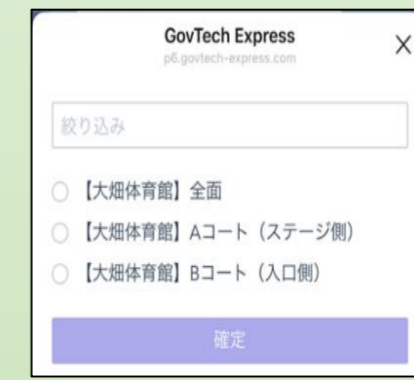 GovTech Express
p6.govtech-express.com
絞り込み
【大畑体育館】全面
【大畑体育館】Aコート（ステージ側）
【大畑体育館】Bコート（入口側）
確定